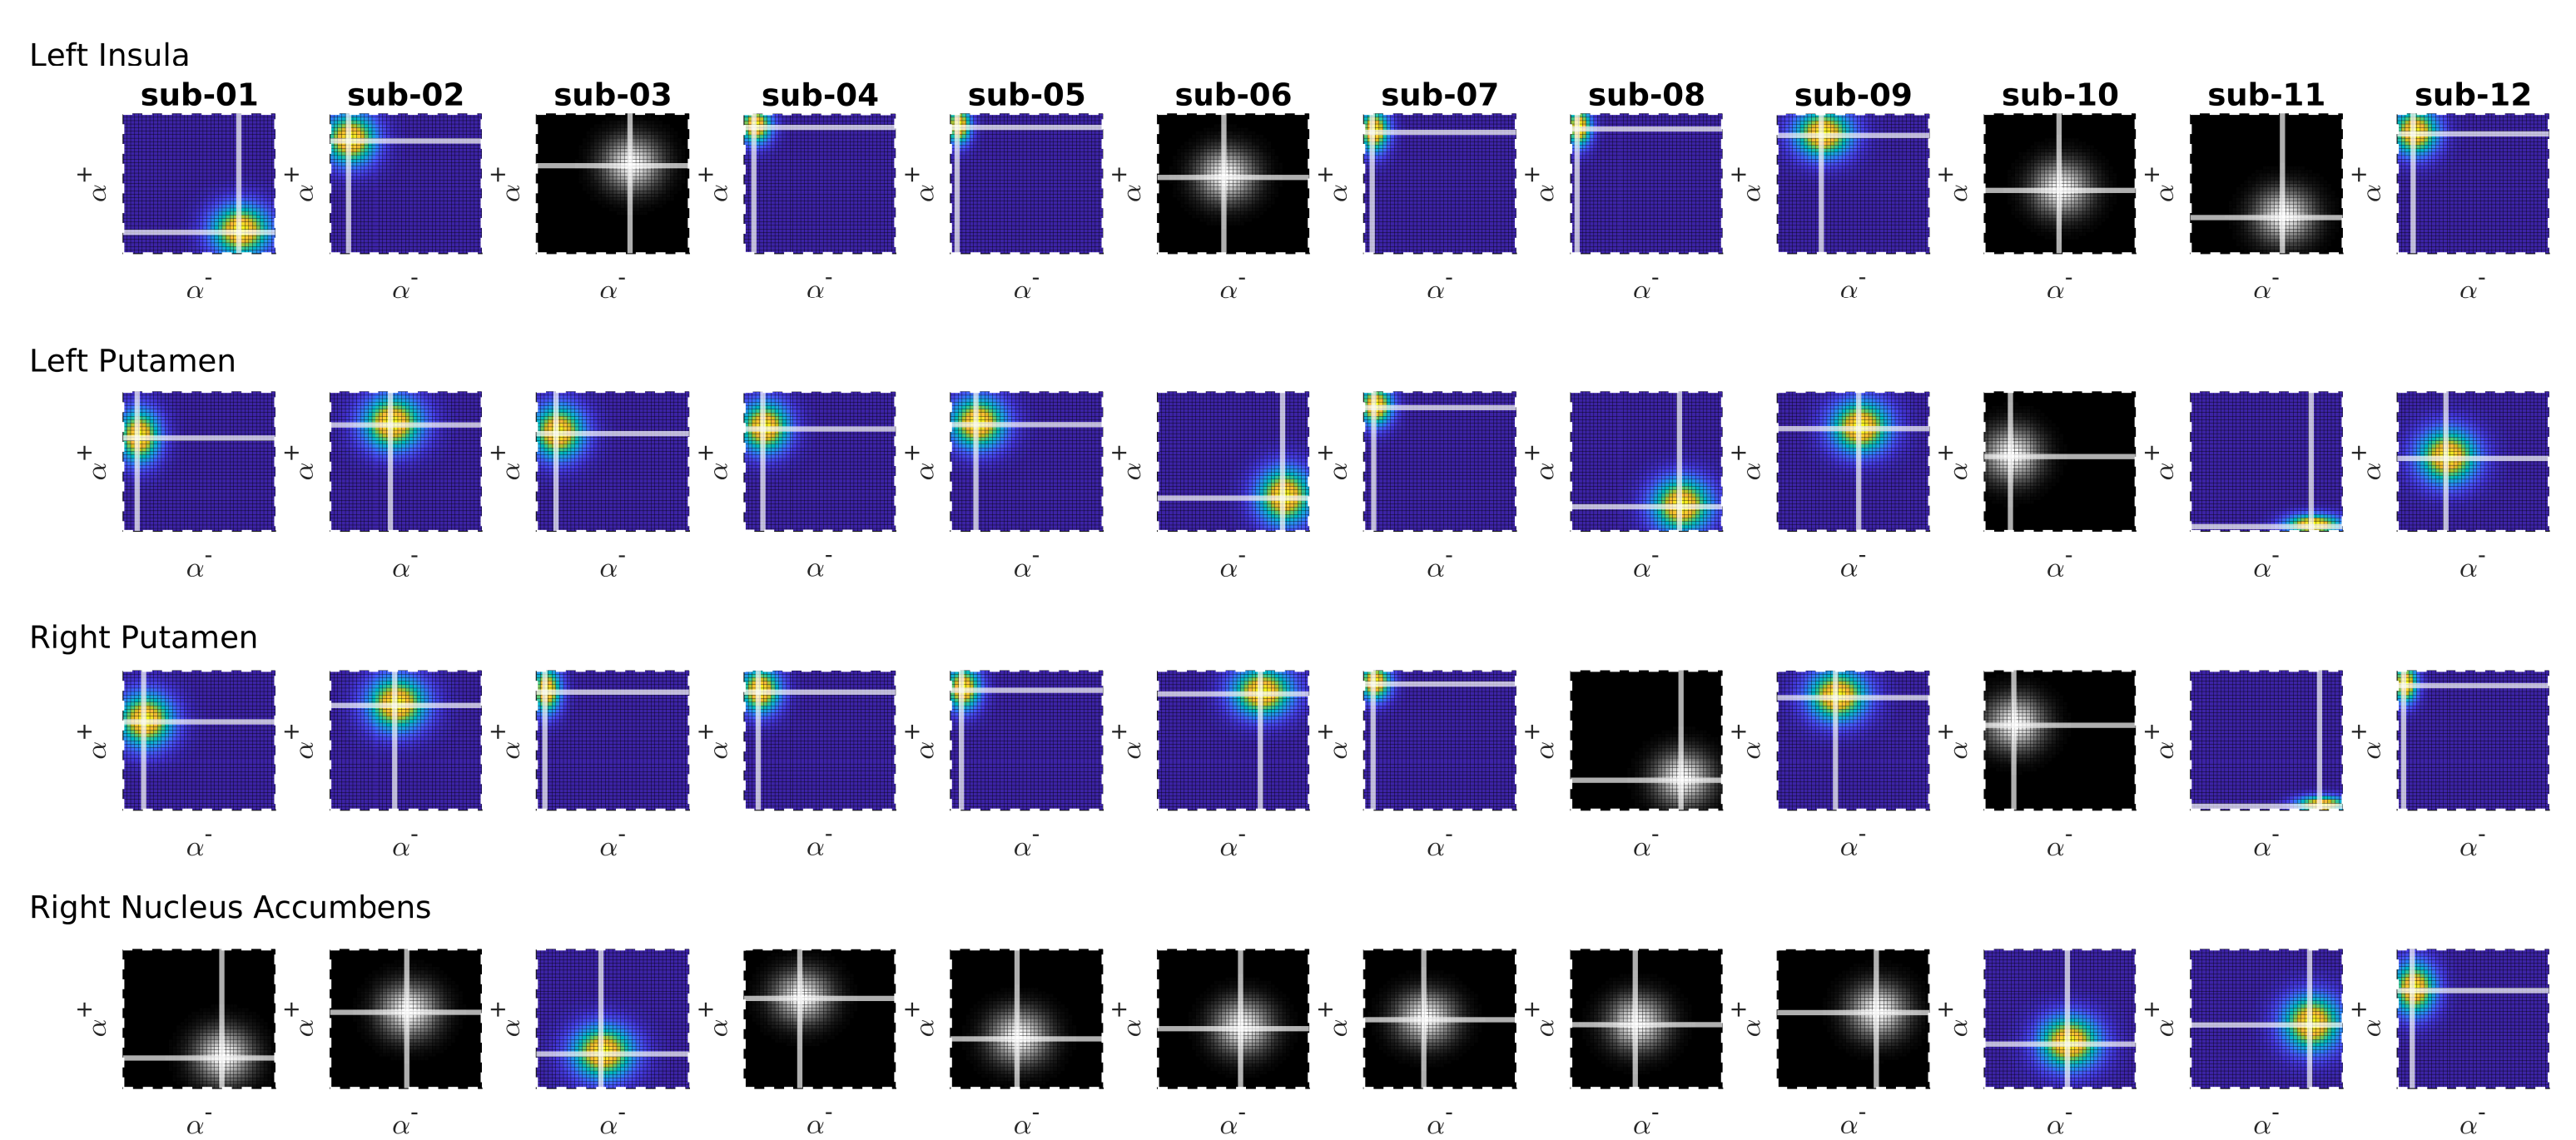 Left Insula
sub-01 sub-02 sub-03 sub-04 sub-05 sub-06 sub-07 sub-08 sub-09 sub-10 sub-11 sub-12
α+ α+ α+ α+ α+ α+ α+ α+ α+ α+ α+ α+
α- α- α- α- α- α- α- α- α- α- α- α-
Left Putamen
α+ α+ α+ α+ α+ α+ α+ α+ α+ α+ α+ α+
α- α- α- α- α- α- α- α- α- α- α- α-
Right Putamen
α+ α+ α+ α+ α+ α+ α+ α+ α+ α+ α+ α+
α- α- α- α- α- α- α- α- α- α- α- α-
Right Nucleus Accumbens
α+ α+ α+ α+ α+ α+ α+ α+ α+ α+ α+ α+
α- α- α- α- α- α- α- α- α- α- α- α-